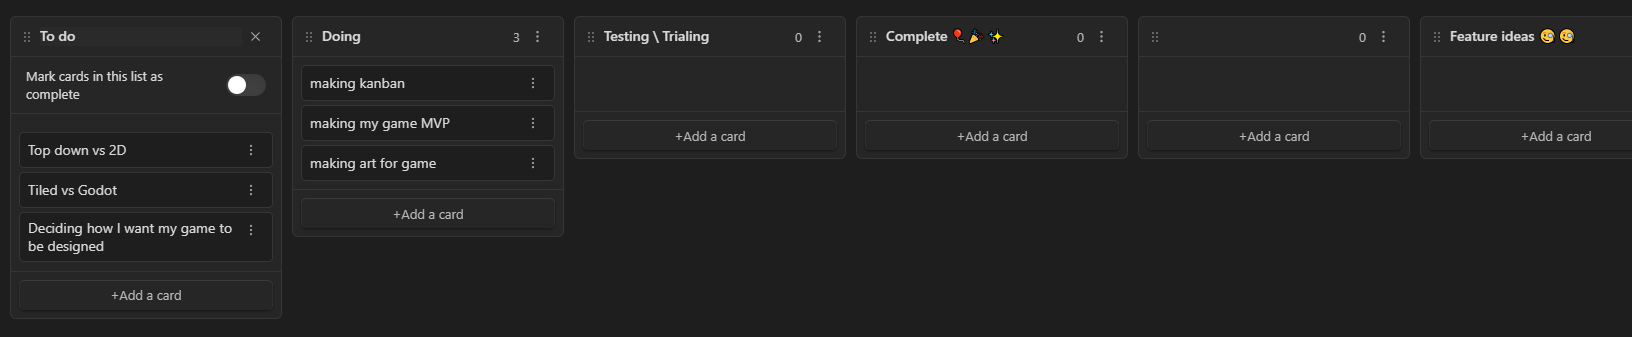 To do
Mark cards in this list as
complete
Top down vs 2D
Tiled vs Godot
Deciding how I want my game to
be designed
+Add a card
Doing 3
making kanban
making my game MVP
making art for game
+Add a card
Testing \ Trialing 0
+Add a card
Complete 🎈🎉✨ 0
+Add a card
0
+Add a card
Feature ideas 🧐🧐
+Add a card